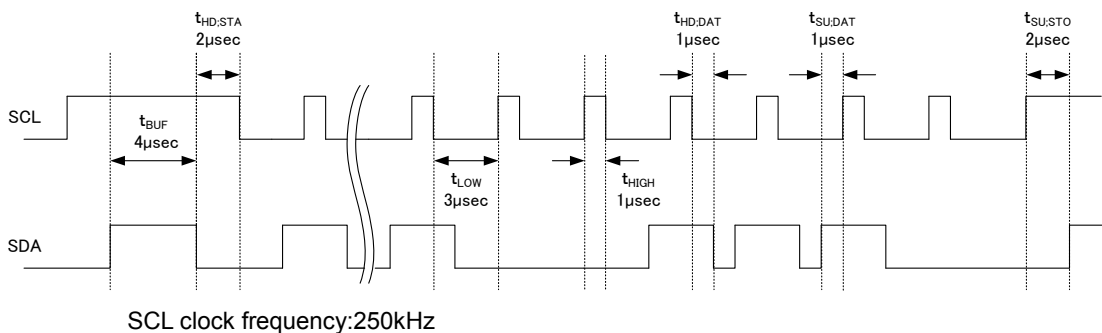 tHD;STA
2μsec
tHD;DAT
1μsec
tSU;DAT
1μsec
tSU;STO
2μsec
SCL
tBUF
4μsec
tLOW
3μsec
tHIGH
1μsec
SDA
SCL clock frequency:250kHz